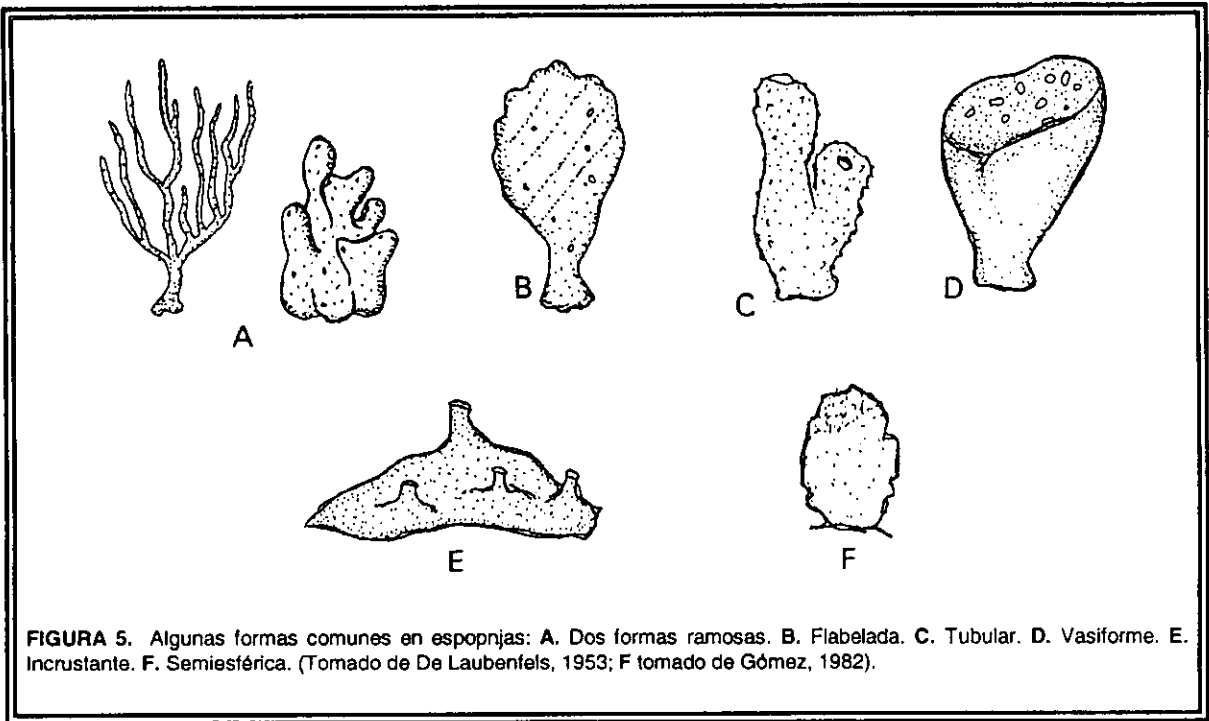 A
B
C
D
E
F
FIGURA 5. Algunas formas comunes en espopnjas: A. Dos formas ramosas. B. Flabelada. C. Tubular. D. Vasiforme. E.
Incrustante. F. Semiesférica. (Tomado de De Laubenfels, 1953; F tomado de Gómez, 1982).